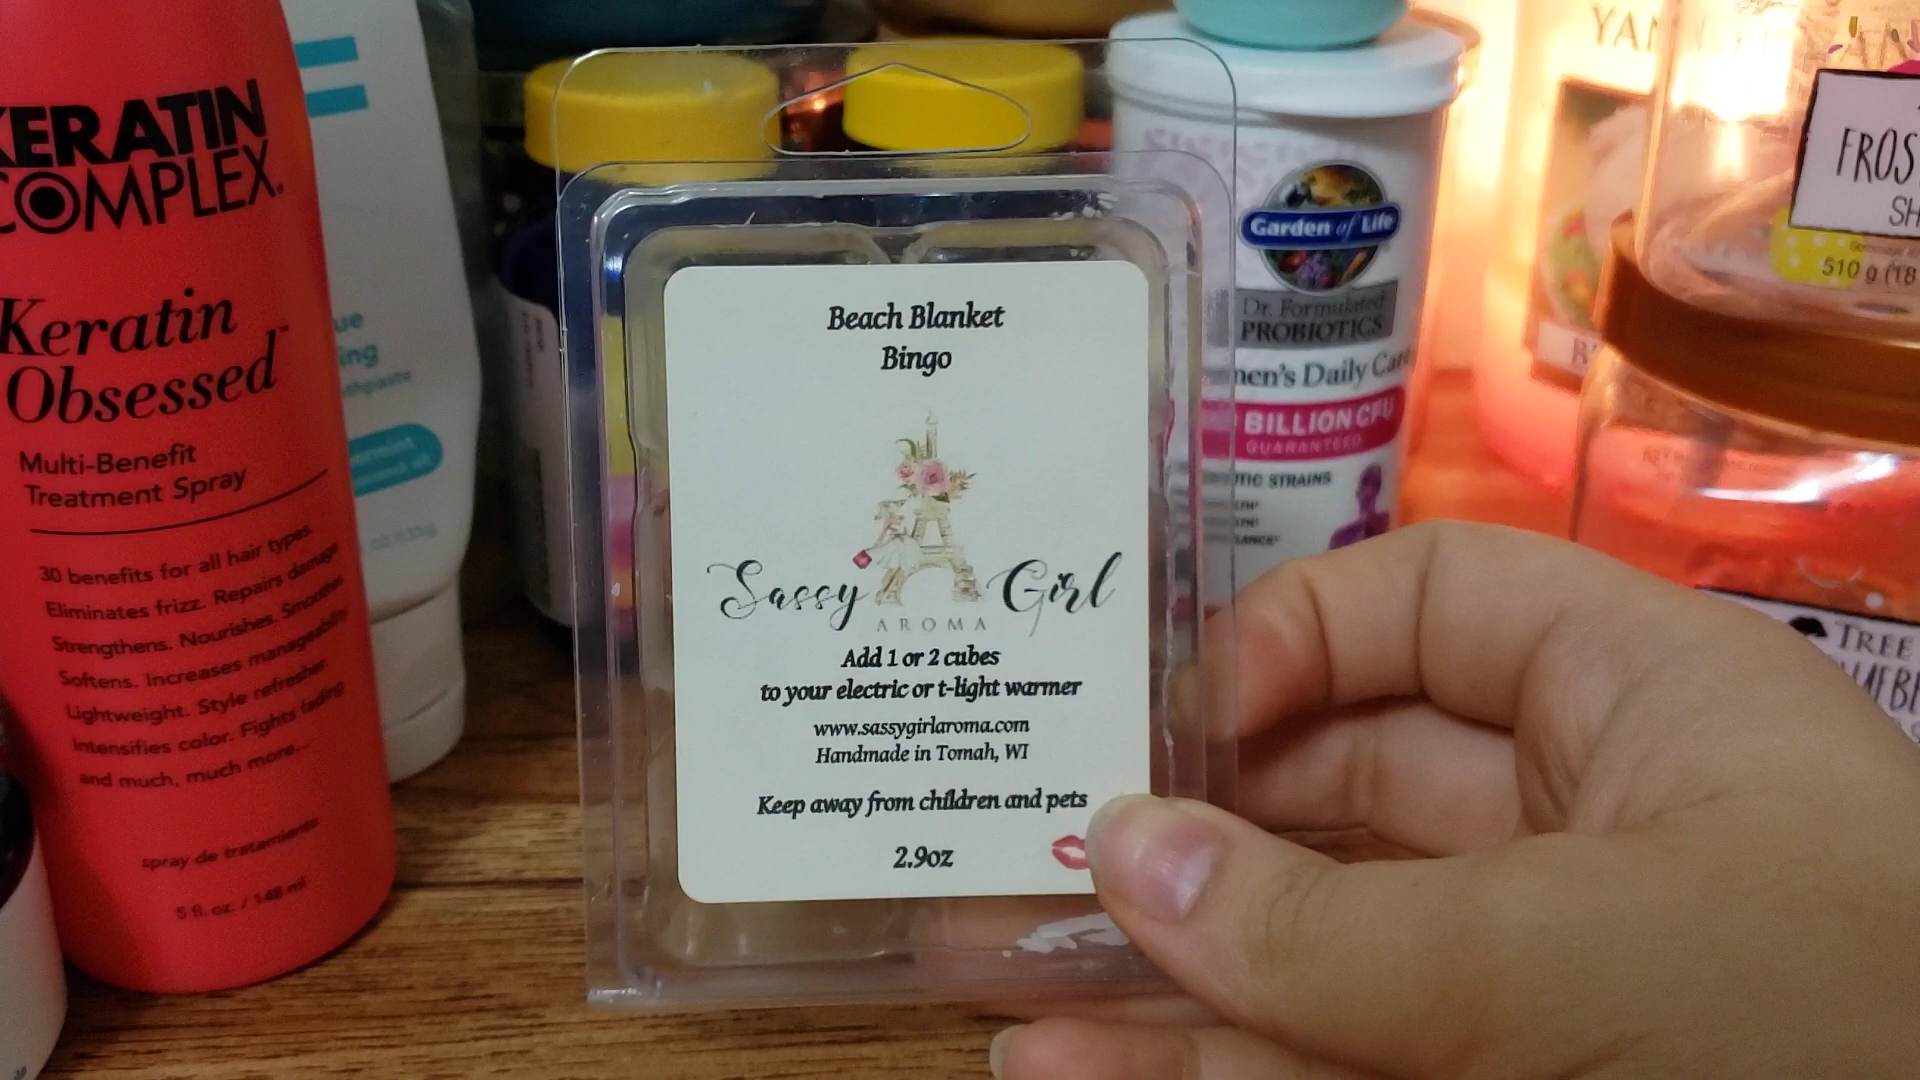 KERATIN
COMPLEX
Keratin
Obsessed™
Multi-Benefit
Treatment Spray
30 benefits for all hair types.
Eliminates frizz. Repairs damage
Strengthens. Nourishes. Smoothes
Softens. Increases manageability
Lightweight. Style refresher.
Intensifies color. Fights fading
and much, much more...
spray de tratamiento
5 fl. oz. / 148 ml
Beach Blanket
Bingo
Sassy Girl
AROMA
Add 1 or 2 cubes
to your electric or t-light warmer
www.sassygirlaroma.com
Handmade in Tomah, WI
Keep away from children and pets
2.9oz
Garden of Life
Dr. Formulated
PROBIOTICS
men's Daily Care
BILLION CFU
GUARANTEED
OTIC STRAINS
YAN
FROS
SH
510 g (18
TREE